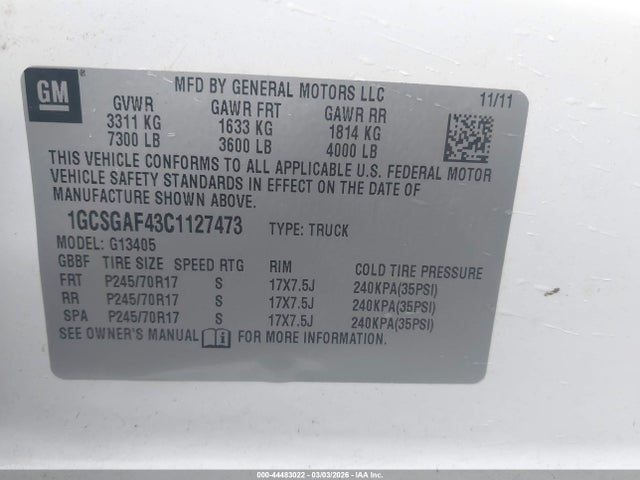 GM ®
MFD BY GENERAL MOTORS LLC
11/11
GVWR GAWR FRT GAWR RR
3311 KG 1633 KG 1814 KG
7300 LB 3600 LB 4000 LB
THIS VEHICLE CONFORMS TO ALL APPLICABLE U.S. FEDERAL MOTOR
VEHICLE SAFETY STANDARDS IN EFFECT ON THE DATE OF
MANUFACTURE SHOWN ABOVE.
1GCSGAF43C1127473 TYPE: TRUCK
MODEL: G13405
GBBF TIRE SIZE SPEED RTG RIM COLD TIRE PRESSURE
FRT P245/70R17 S 17X7.5J 240KPA(35PSI)
RR P245/70R17 S 17X7.5J 240KPA(35PSI)
SPA P245/70R17 S 17X7.5J 240KPA(35PSI)
SEE OWNER'S MANUAL i FOR MORE INFORMATION.
000-44483022 | 03/03/2026 - IAA Inc.